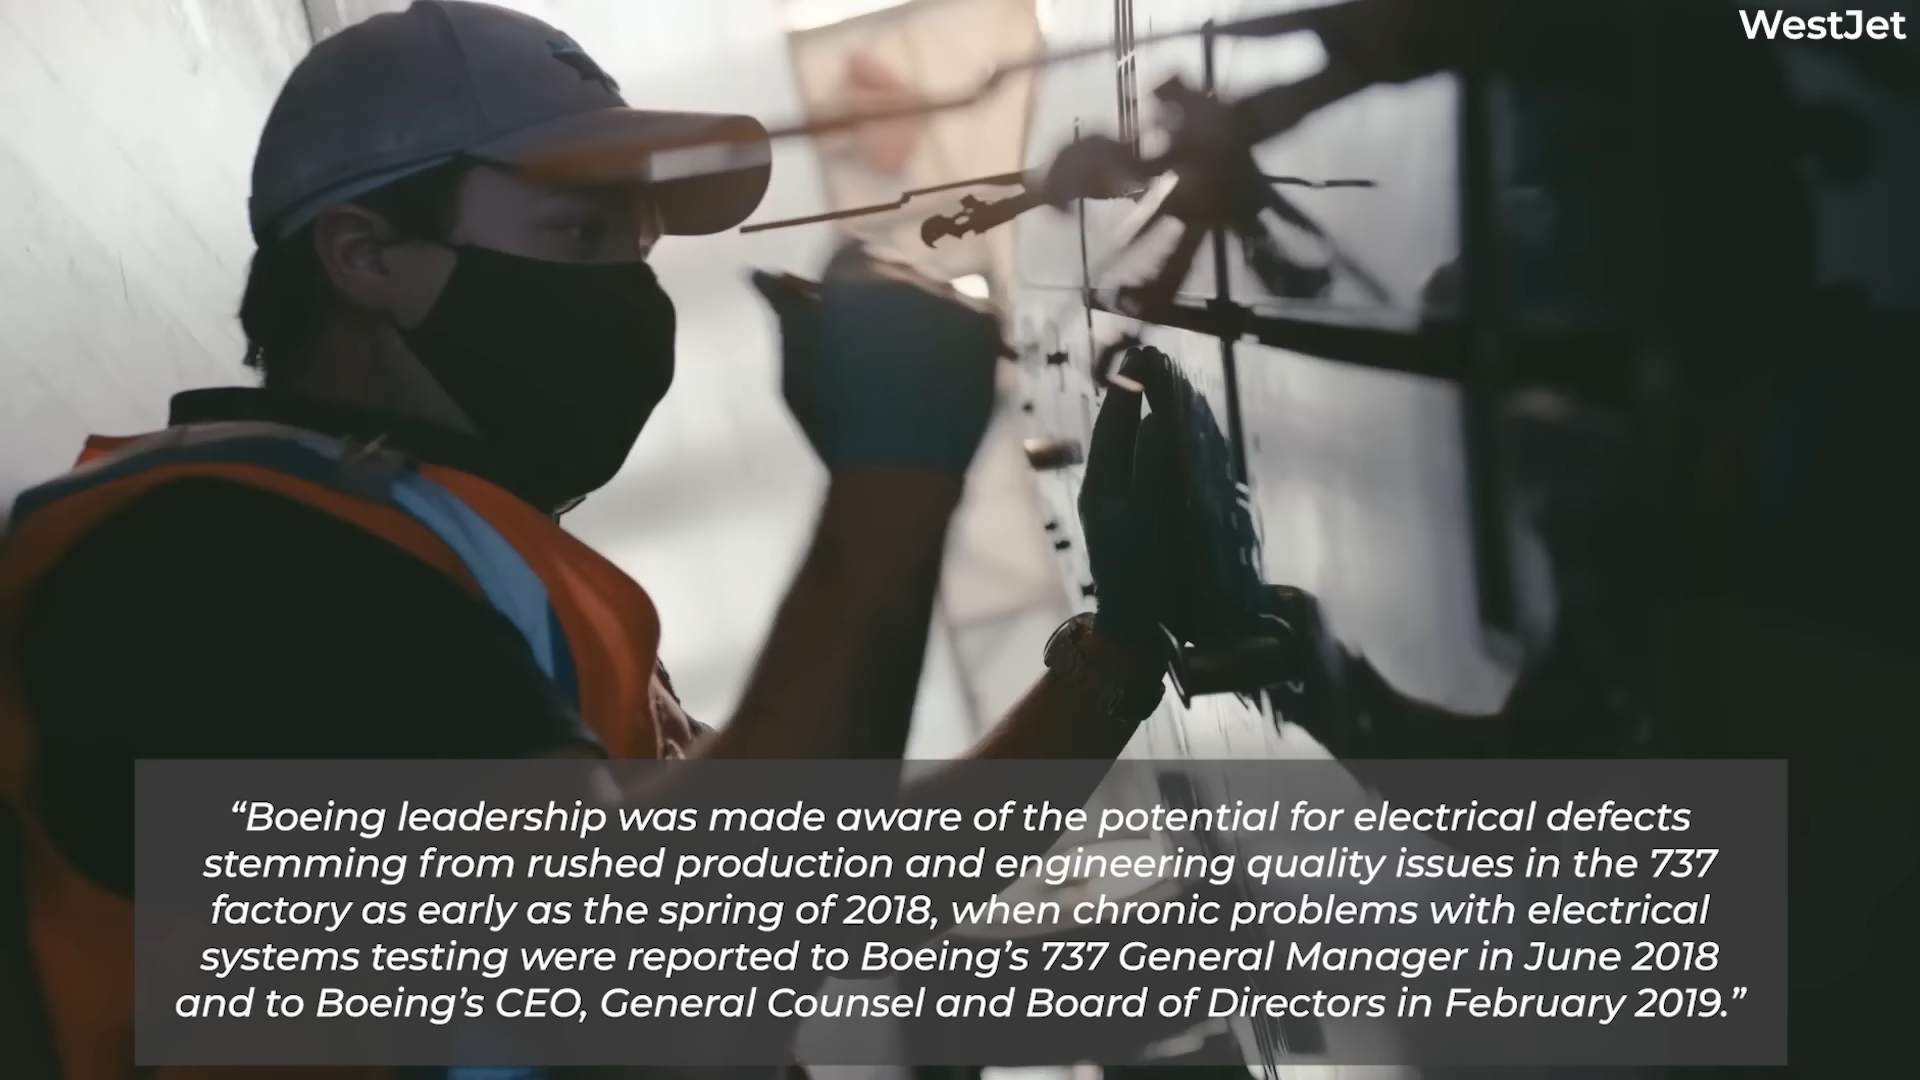 WestJet
“Boeing leadership was made aware of the potential for electrical defects
stemming from rushed production and engineering quality issues in the 737
factory as early as the spring of 2018, when chronic problems with electrical
systems testing were reported to Boeing’s 737 General Manager in June 2018
and to Boeing’s CEO, General Counsel and Board of Directors in February 2019.”